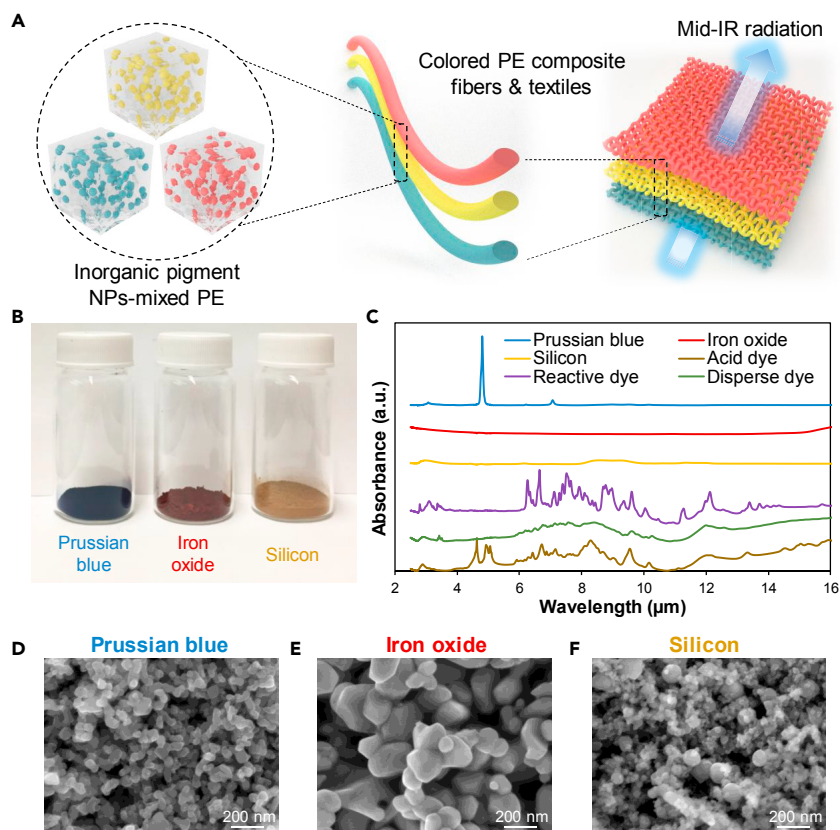 A
Mid-IR radiation
Colored PE composite
fibers & textiles
Inorganic pigment
NPs-mixed PE
B
Prussian
blue
Iron
oxide
Silicon
C
Prussian blue
Iron oxide
Silicon
Acid dye
Reactive dye
Disperse dye
Absorbance (a.u.)
2 4 6 8 10 12 14 16
Wavelength (µm)
D
Prussian blue
200 nm
E
Iron oxide
200 nm
F
Silicon
200 nm